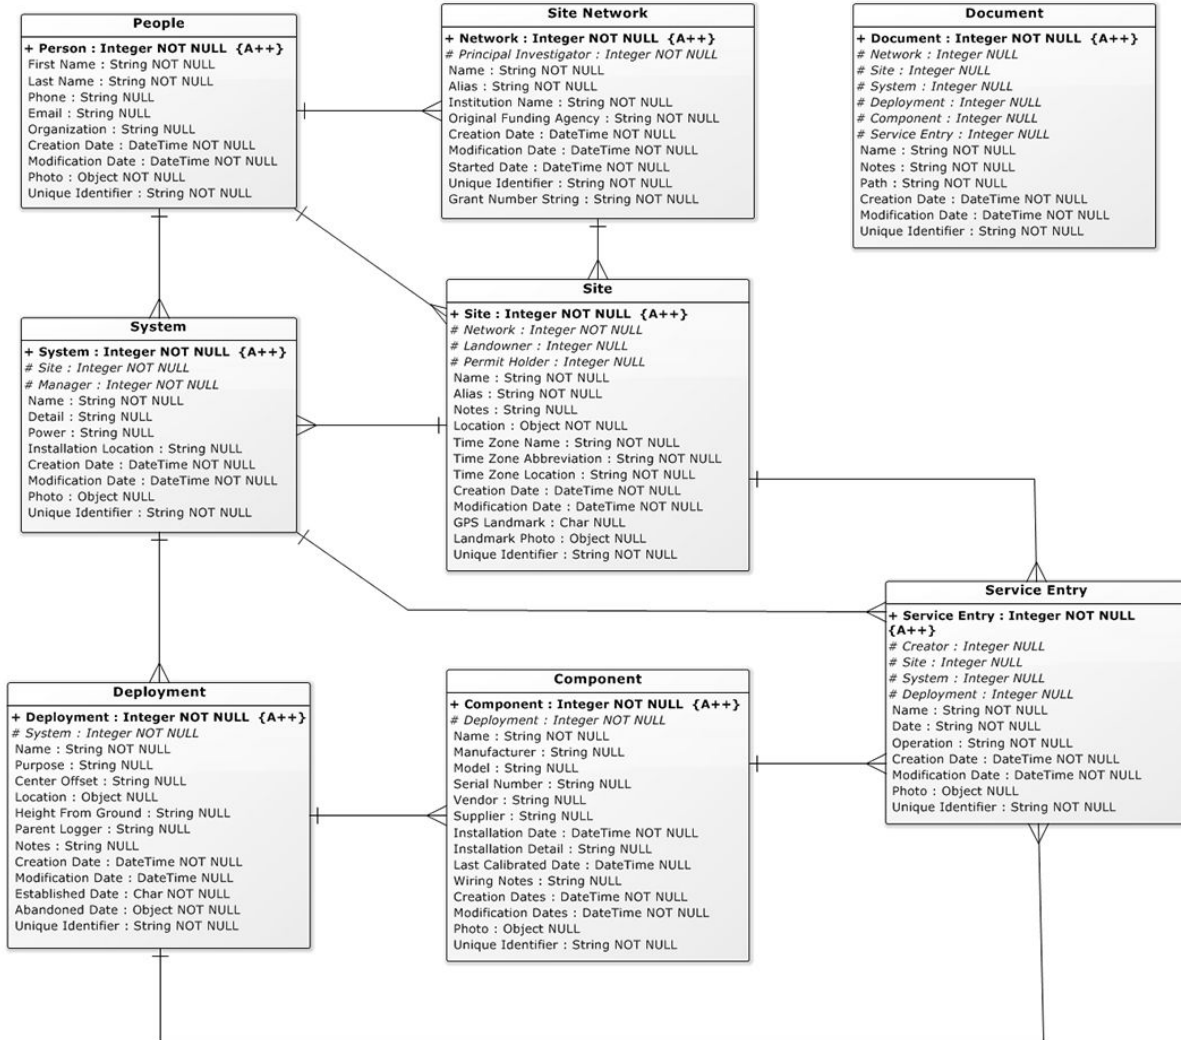 People
+ Person : Integer NOT NULL {A++}
First Name : String NOT NULL
Last Name : String NOT NULL
Phone : String NULL
Email : String NULL
Organization : String NULL
Creation Date : DateTime NOT NULL
Modification Date : DateTime NOT NULL
Photo : Object NOT NULL
Unique Identifier : String NOT NULL
Site Network
+ Network : Integer NOT NULL {A++}
# Principal Investigator : Integer NOT NULL
Name : String NOT NULL
Alias : String NOT NULL
Institution Name : String NOT NULL
Original Funding Agency : String NOT NULL
Creation Date : DateTime NOT NULL
Modification Date : DateTime NOT NULL
Started Date : DateTime NOT NULL
Unique Identifier : String NOT NULL
Grant Number String : String NOT NULL
Document
+ Document : Integer NOT NULL {A++}
# Network : Integer NULL
# Site : Integer NULL
# System : Integer NULL
# Deployment : Integer NULL
# Component : Integer NULL
# Service Entry : Integer NULL
Name : String NOT NULL
Notes : String NOT NULL
Path : String NOT NULL
Creation Date : DateTime NOT NULL
Modification Date : DateTime NOT NULL
Unique Identifier : String NOT NULL
System
+ System : Integer NOT NULL {A++}
# Site : Integer NOT NULL
# Manager : Integer NOT NULL
Name : String NOT NULL
Detail : String NULL
Power : String NULL
Installation Location : String NULL
Creation Date : DateTime NOT NULL
Modification Date : DateTime NOT NULL
Photo : Object NULL
Unique Identifier : String NOT NULL
Site
+ Site : Integer NOT NULL {A++}
# Network : Integer NOT NULL
# Landowner : Integer NOT NULL
# Permit Holder : Integer NOT NULL
Name : String NOT NULL
Alias : String NOT NULL
Notes : String NULL
Location : Object NOT NULL
Time Zone Name : String NOT NULL
Time Zone Abbreviation : String NOT NULL
Time Zone Location : String NOT NULL
Creation Date : DateTime NOT NULL
Modification Date : DateTime NOT NULL
GPS Landmark : Char NULL
Landmark Photo : Object NULL
Unique Identifier : String NOT NULL
Service Entry
+ Service Entry : Integer NOT NULL
{A++}
# Creator : Integer NULL
# Site : Integer NULL
# System : Integer NULL
# Deployment : Integer NULL
Name : String NOT NULL
Date : String NOT NULL
Operation : String NOT NULL
Creation Date : DateTime NOT NULL
Modification Date : DateTime NOT NULL
Photo : Object NULL
Unique Identifier : String NOT NULL
Deployment
+ Deployment : Integer NOT NULL {A++}
# System : Integer NOT NULL
Name : String NOT NULL
Purpose : String NULL
Center Offset : String NULL
Location : Object NULL
Height From Ground : String NULL
Parent Logger : String NULL
Notes : String NULL
Creation Date : DateTime NOT NULL
Modification Date : DateTime NULL
Established Date : Char NOT NULL
Abandoned Date : Object NOT NULL
Unique Identifier : String NOT NULL
Component
+ Component : Integer NOT NULL {A++}
# Deployment : Integer NOT NULL
Name : String NOT NULL
Manufacturer : String NULL
Model : String NULL
Serial Number : String NULL
Vendor : String NULL
Supplier : String NULL
Installation Date : DateTime NOT NULL
Installation Detail : String NULL
Last Calibrated Date : DateTime NULL
Wiring Notes : String NULL
Creation Dates : DateTime NOT NULL
Modification Dates : DateTime NOT NULL
Photo : Object NULL
Unique Identifier : String NOT NULL